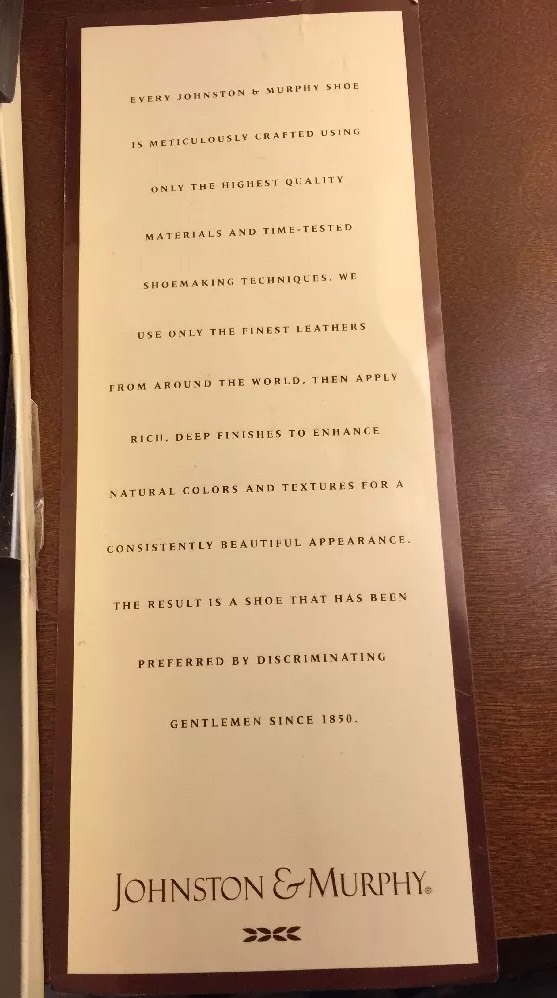 EVERY JOHNSTON & MURPHY SHOE
IS METICULOUSLY CRAFTED USING
ONLY THE HIGHEST QUALITY
MATERIALS AND TIME-TESTED
SHOEMAKING TECHNIQUES. WE
USE ONLY THE FINEST LEATHERS
FROM AROUND THE WORLD, THEN APPLY
RICH, DEEP FINISHES TO ENHANCE
NATURAL COLORS AND TEXTURES FOR A
CONSISTENTLY BEAUTIFUL APPEARANCE.
THE RESULT IS A SHOE THAT HAS BEEN
PREFERRED BY DISCRIMINATING
GENTLEMEN SINCE 1850.
JOHNSTON & MURPHY®